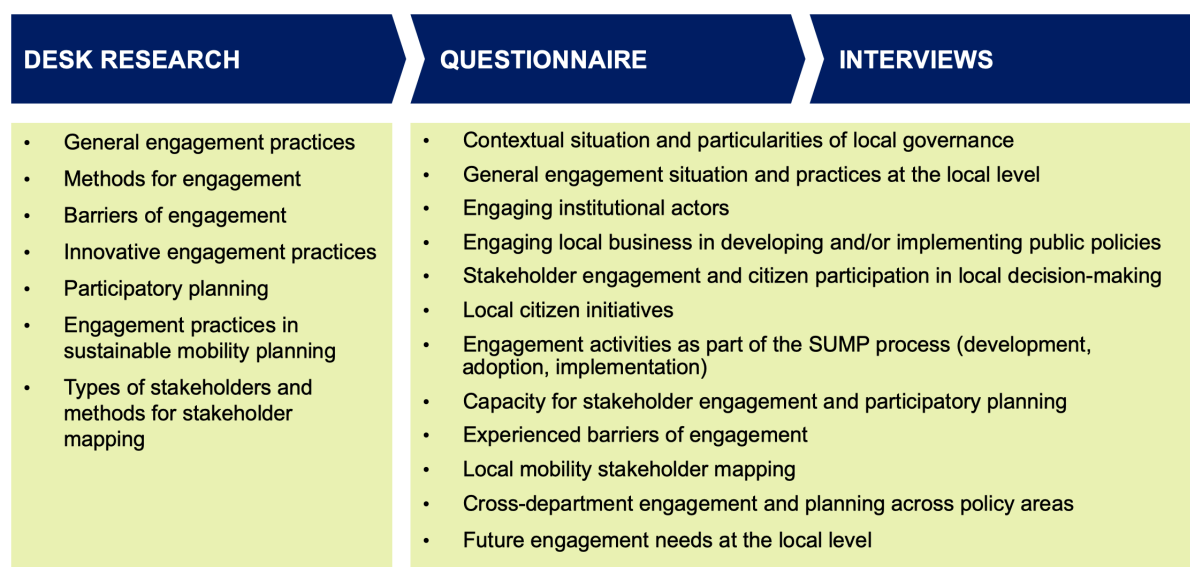 DESK RESEARCH
QUESTIONNAIRE
INTERVIEWS
• General engagement practices
• Methods for engagement
• Barriers of engagement
• Innovative engagement practices
• Participatory planning
• Engagement practices in
sustainable mobility planning
• Types of stakeholders and
methods for stakeholder
mapping
• Contextual situation and particularities of local governance
• General engagement situation and practices at the local level
• Engaging institutional actors
• Engaging local business in developing and/or implementing public policies
• Stakeholder engagement and citizen participation in local decision-making
• Local citizen initiatives
• Engagement activities as part of the SUMP process (development,
adoption, implementation)
• Capacity for stakeholder engagement and participatory planning
• Experienced barriers of engagement
• Local mobility stakeholder mapping
• Cross-department engagement and planning across policy areas
• Future engagement needs at the local level